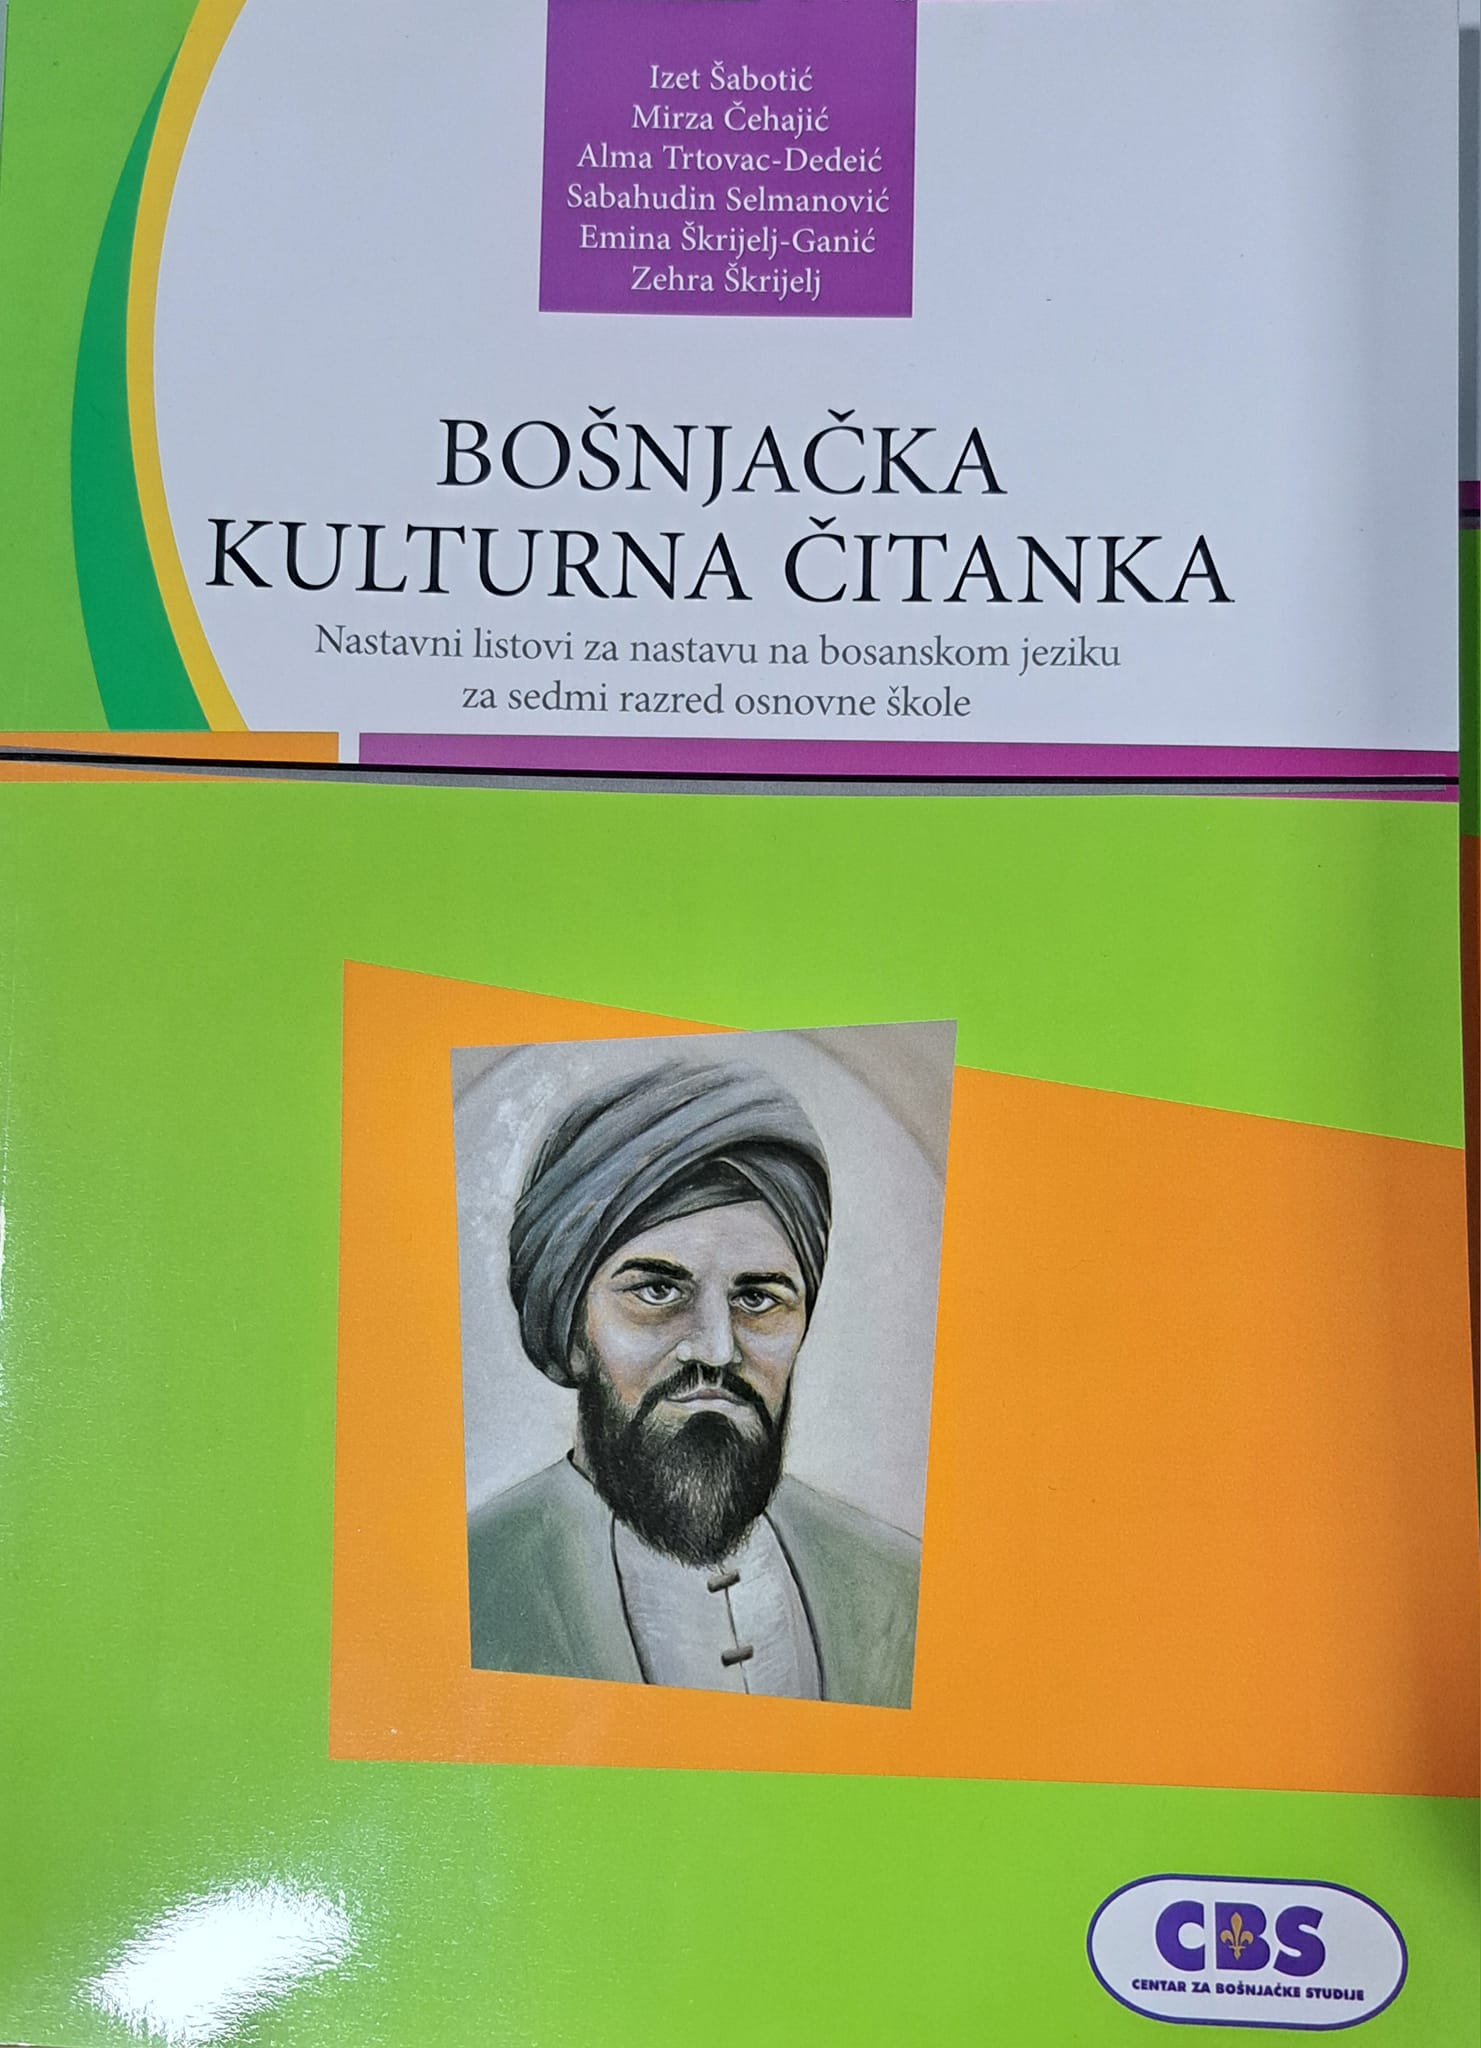 Izet Šabotić
Mirza Čehajić
Alma Trtovac-Dedeić
Sabahudin Selmanović
Emina Škrijelj-Ganić
Zehra Škrijelj
BOŠNJAČKA
KULTURNA ČITANKA
Nastavni listovi za nastavu na bosanskom jeziku
za sedmi razred osnovne škole
CBS
CENTAR ZA BOŠNJAČKE STUDIJE